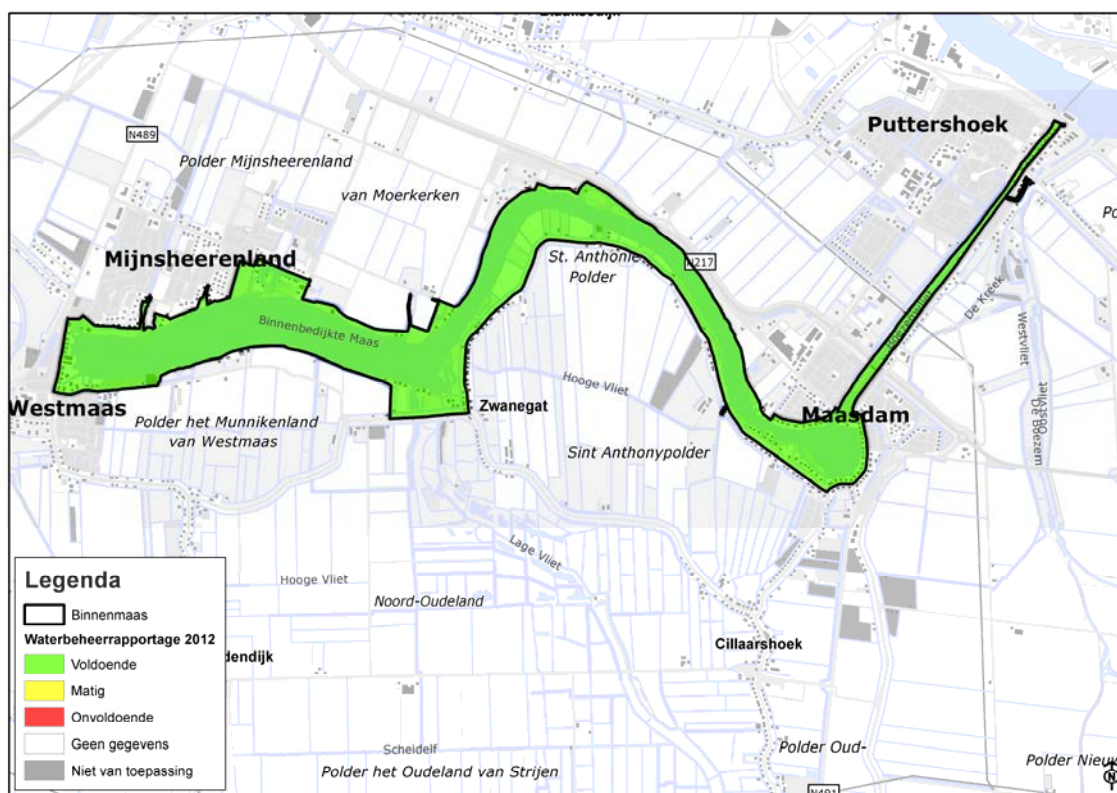 Puttershoek
N489
Polder Mijnsheerenland
van Moerkerken
Mijnsheerenland
St. Anthonie
Polder
N217
De Kreek
Binnenbedijkte Maas
Westvliet
Hooge Vliet
Westmaas
Zwanegat
Maasdam
Polder het Munnikenland
van Westmaas
Sint Anthonypolder
De Boezem
Lage Vliet
Legenda
Hooge Vliet
Noord-Oudeland
Binnenmaas
Waterbeheerrapportage 2012
Voldoende
dendijk
Cillaarshoek
Matig
Onvoldoende
Geen gegevens
Scheidelf
Polder Oud-
Niet van toepassing
Polder het Oudeland van Strijen
Polder Nieuw
N491
N